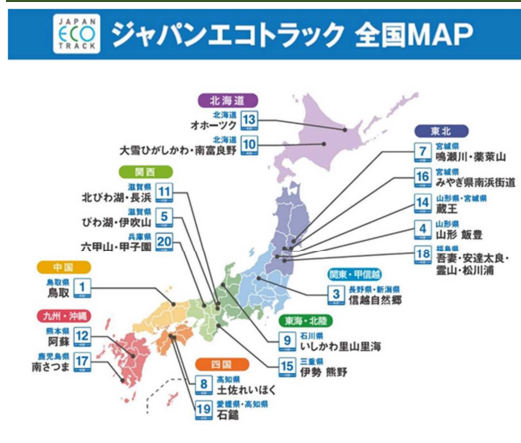 JAPAN
ECO
TRACK
ジャパンエコトラック 全国MAP
北海道
北海道
オホーツク
13
北海道
大雪ひがしかわ・南富良野
10
東北
7
宮城県
鳴瀬川・薬莱山
16
宮城県
みやぎ県南浜街道
14
山形県・宮城県
蔵王
4
山形県
山形 飯豊
18
福島県
吾妻・安達太良・
霊山・松川浦
関西
滋賀県
北びわ湖・長浜
11
滋賀県
びわ湖・伊吹山
5
兵庫県
六甲山・甲子園
20
中国
鳥取県
鳥取
1
九州・沖縄
熊本県
阿蘇
12
鹿児島県
南さつま
17
関東・甲信越
3
長野県・新潟県
信越自然郷
東海・北陸
9
石川県
いしかわ里山里海
15
三重県
伊勢 熊野
四国
8
高知県
土佐れいほく
19
愛媛県・高知県
石鎚